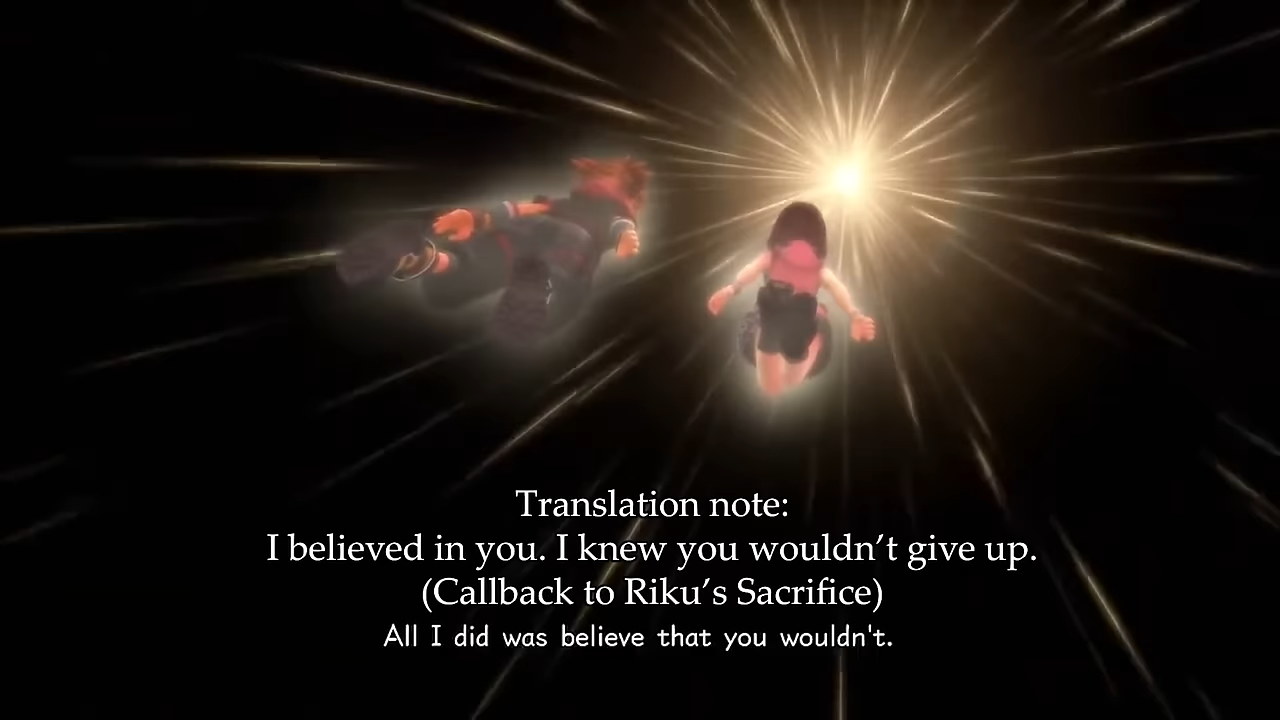 Translation note:
I believed in you. I knew you wouldn’t give up.
(Callback to Riku’s Sacrifice)
All I did was believe that you wouldn't.